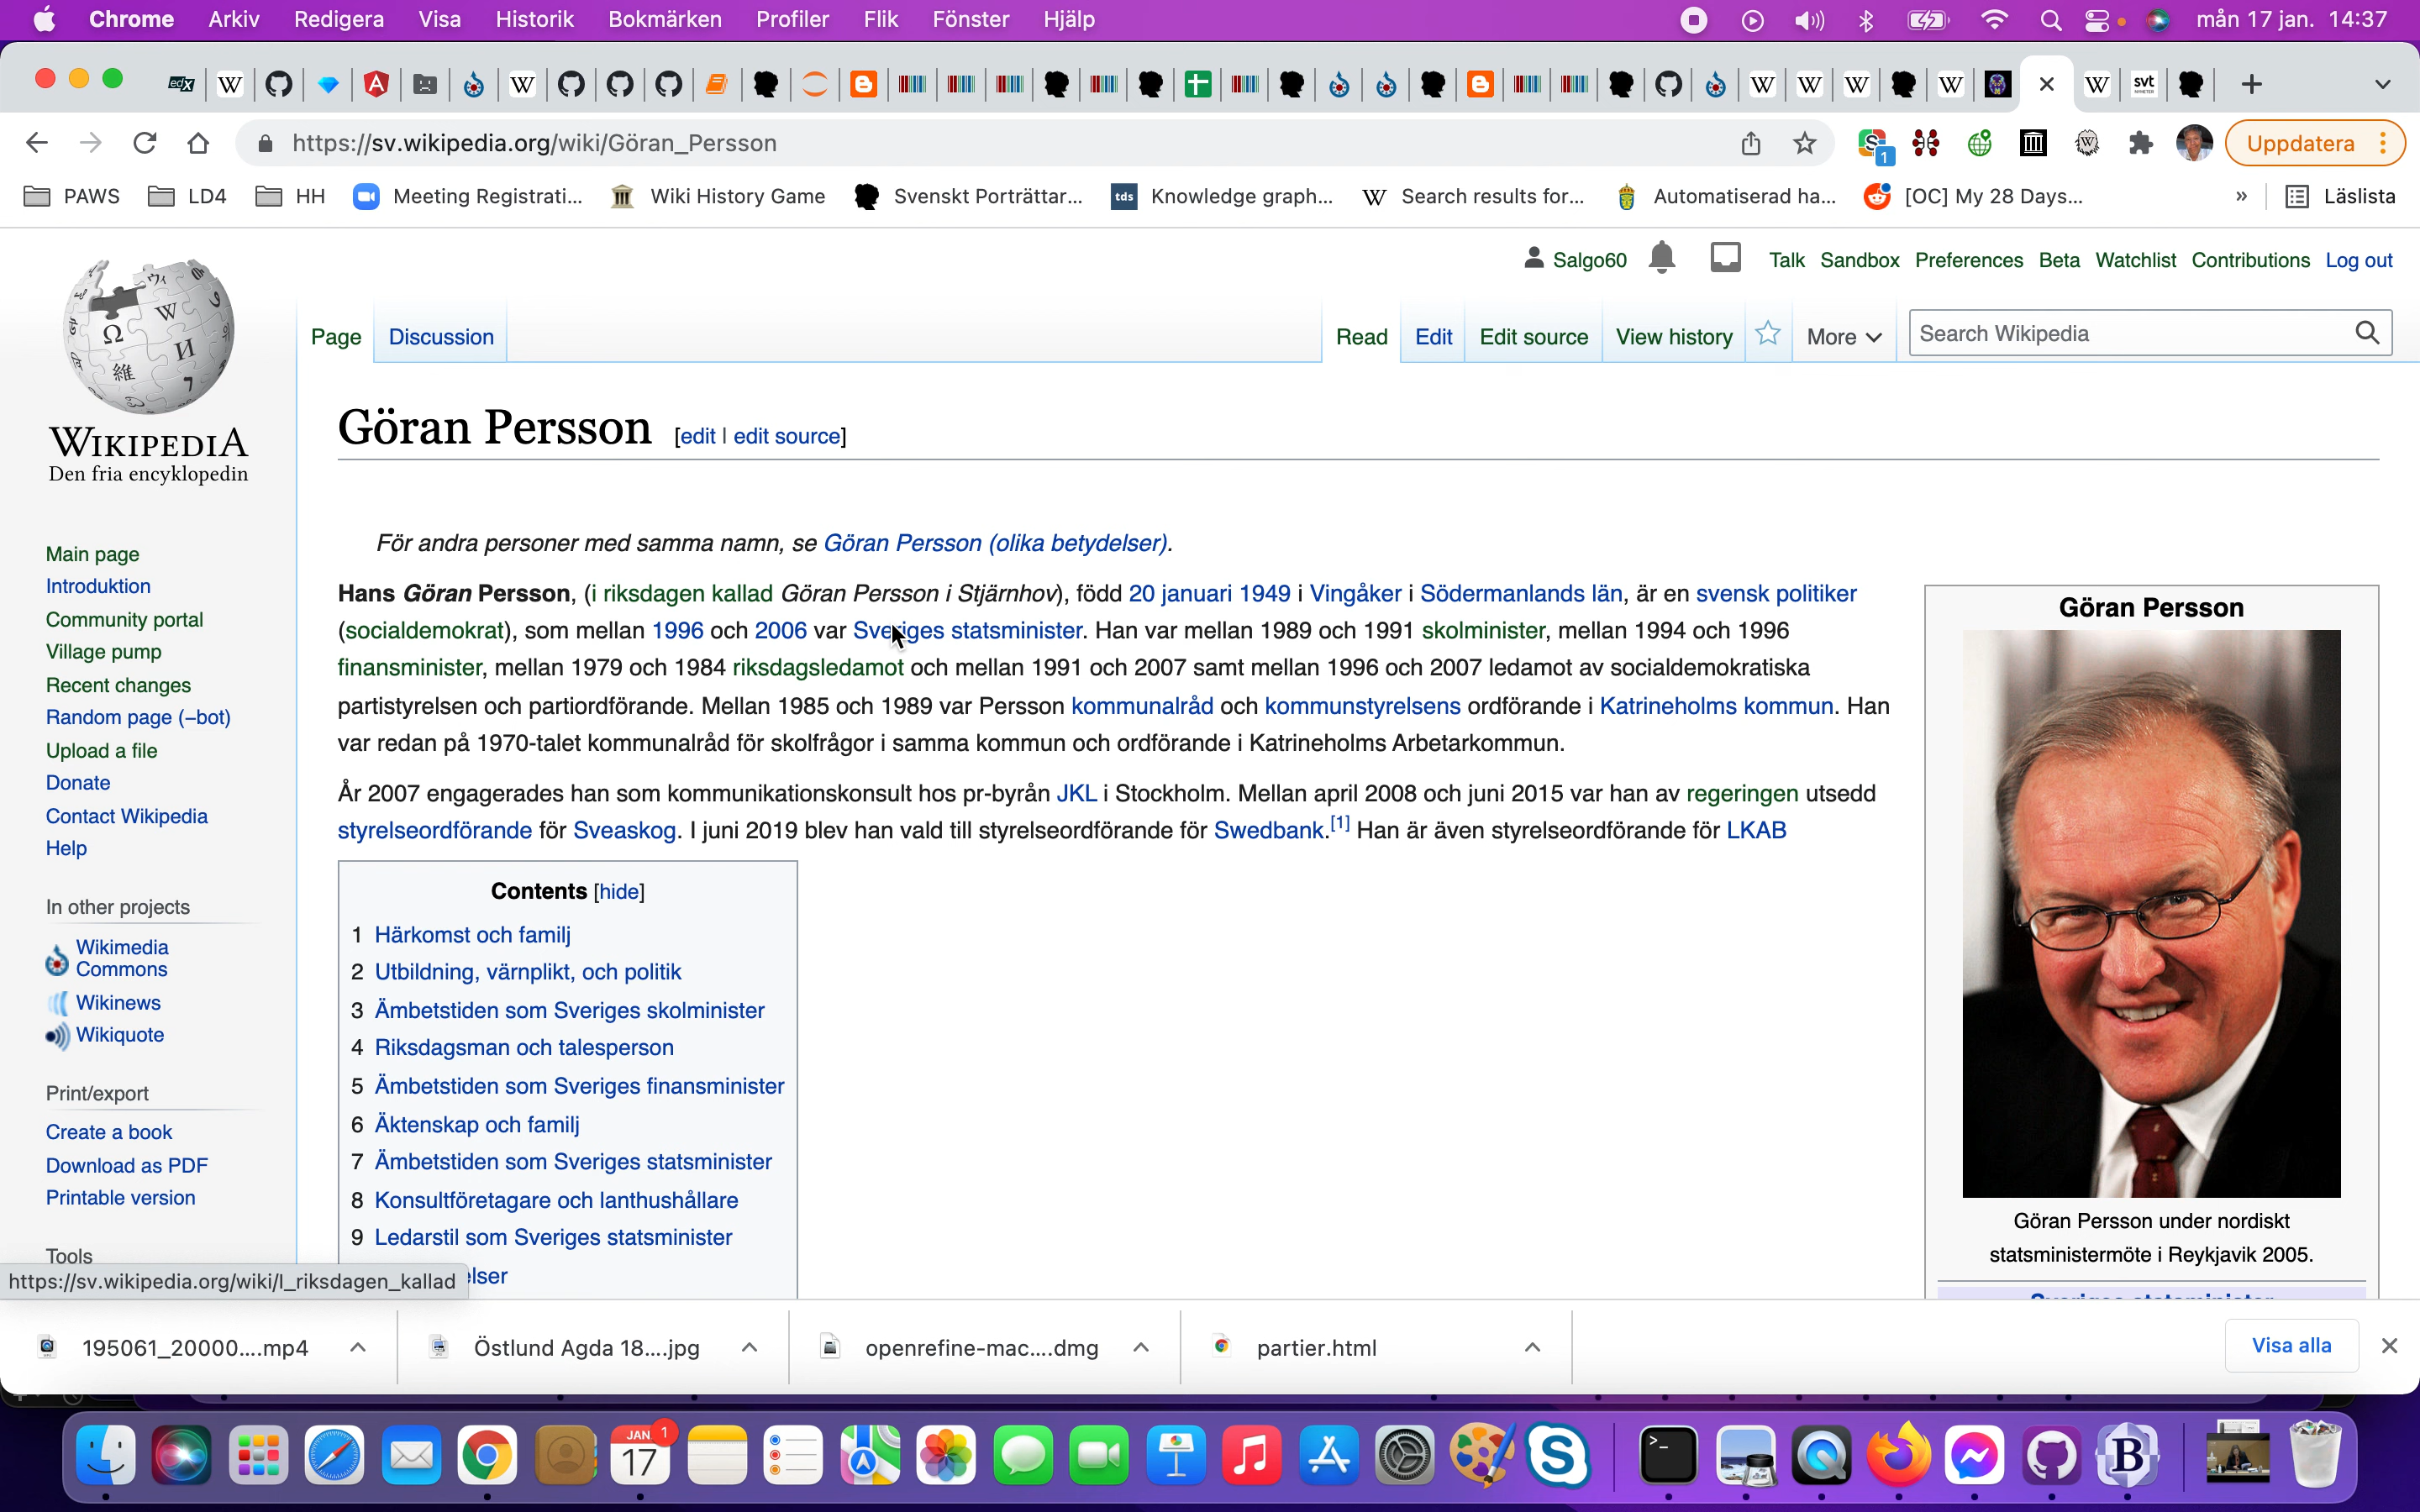 Chrome Arkiv Redigera Visa Historik Bokmärken Profiler Flik Fönster Hjälp mån 17 jan. 14:37
https://sv.wikipedia.org/wiki/Göran_Persson Uppdatera
PAWS LD4 HH Meeting Registrati... Wiki History Game Svenskt Porträttar... tds Knowledge graph... Search results for... Automatiserad ha... [OC] My 28 Days... » Läslista
Salgo60 Talk Sandbox Preferences Beta Watchlist Contributions Log out
Page Discussion Read Edit Edit source View history More Search Wikipedia
WIKIPEDIA
Den fria encyklopedin
Main page
Introduktion
Community portal
Village pump
Recent changes
Random page (−bot)
Upload a file
Donate
Contact Wikipedia
Help
In other projects
Wikimedia
Commons
Wikinews
Wikiquote
Print/export
Create a book
Download as PDF
Printable version
Tools
Göran Persson [edit | edit source]
För andra personer med samma namn, se Göran Persson (olika betydelser).
Hans Göran Persson, (i riksdagen kallad Göran Persson i Stjärnhov), född 20 januari 1949 i Vingåker i Södermanlands län, är en svensk politiker
(socialdemokrat), som mellan 1996 och 2006 var Sveriges statsminister. Han var mellan 1989 och 1991 skolminister, mellan 1994 och 1996
finansminister, mellan 1979 och 1984 riksdagsledamot och mellan 1991 och 2007 samt mellan 1996 och 2007 ledamot av socialdemokratiska
partistyrelsen och partiordförande. Mellan 1985 och 1989 var Persson kommunalråd och kommunstyrelsens ordförande i Katrineholms kommun. Han
var redan på 1970-talet kommunalråd för skolfrågor i samma kommun och ordförande i Katrineholms Arbetarkommun.
År 2007 engagerades han som kommunikationskonsult hos pr-byrån JKL i Stockholm. Mellan april 2008 och juni 2015 var han av regeringen utsedd
styrelseordförande för Sveaskog. I juni 2019 blev han vald till styrelseordförande för Swedbank.[1] Han är även styrelseordförande för LKAB
Contents [hide]
1 Härkomst och familj
2 Utbildning, värnplikt, och politik
3 Ämbetstiden som Sveriges skolminister
4 Riksdagsman och talesperson
5 Ämbetstiden som Sveriges finansminister
6 Äktenskap och familj
7 Ämbetstiden som Sveriges statsminister
8 Konsultföretagare och lanthushållare
9 Ledarstil som Sveriges statsminister
elser
Göran Persson
Göran Persson under nordiskt
statsministermöte i Reykjavik 2005.
https://sv.wikipedia.org/wiki/I_riksdagen_kallad
195061_20000....mp4 Östlund Agda 18....jpg openrefine-mac....dmg partier.html Visa alla
JAN. 1
17